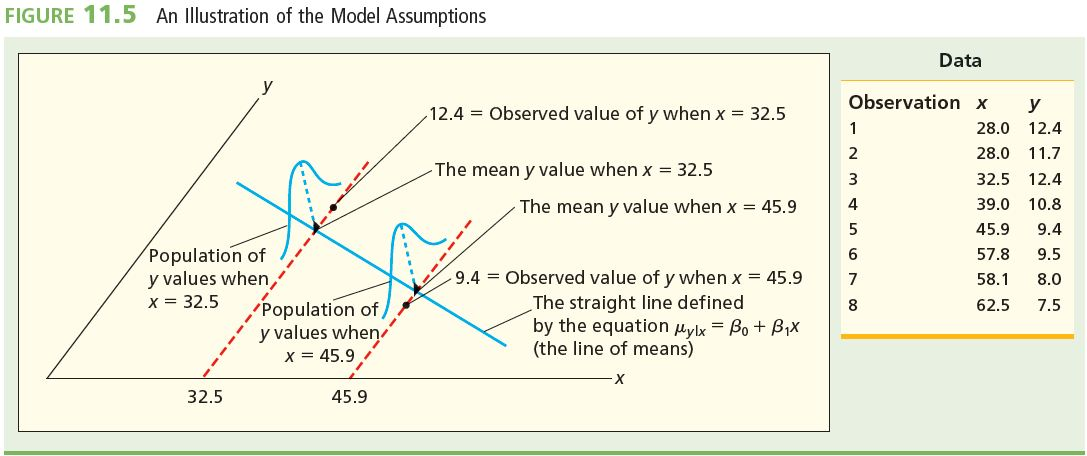 FIGURE 11.5 An Illustration of the Model Assumptions
y
12.4 = Observed value of y when x = 32.5
The mean y value when x = 32.5
The mean y value when x = 45.9
Population of
y values when
x = 32.5
9.4 = Observed value of y when x = 45.9
Population of
y values when
x = 45.9
The straight line defined
by the equation μy|x = β0 + β1x
(the line of means)
x
32.5 45.9
Data
Observation x y
1 28.0 12.4
2 28.0 11.7
3 32.5 12.4
4 39.0 10.8
5 45.9 9.4
6 57.8 9.5
7 58.1 8.0
8 62.5 7.5